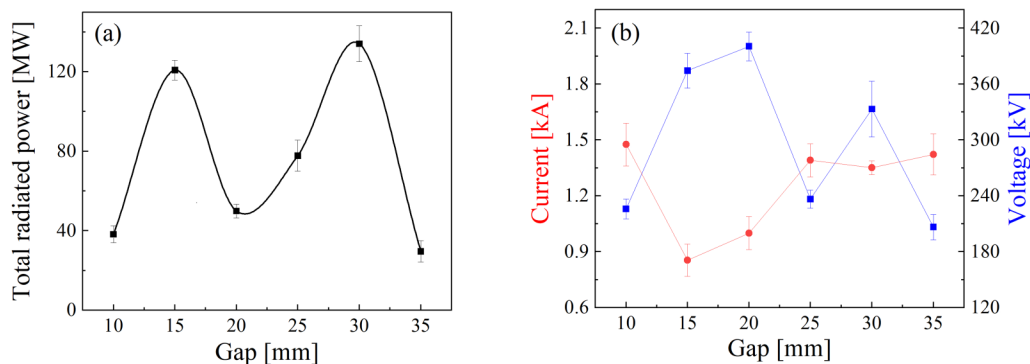 (a)
Total radiated power [MW]
120
80
40
0
10 15 20 25 30 35
Gap [mm]
(b)
Current [kA]
2.1
1.8
1.5
1.2
0.9
0.6
10 15 20 25 30 35
Gap [mm]
420
360
300
240
180
120
Voltage [kV]